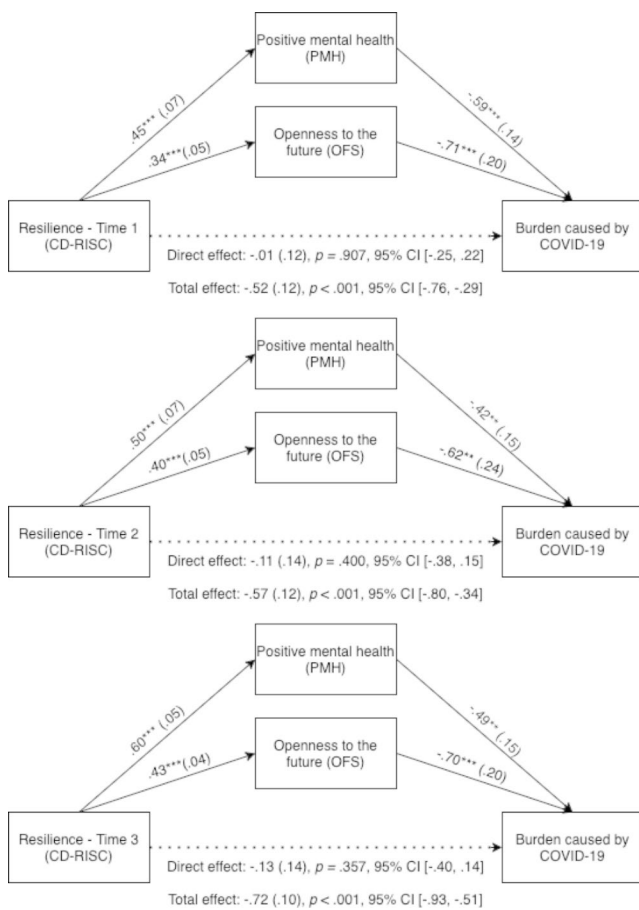 Positive mental health
(PMH)
.45*** (.07)
-.59*** (.14)
Openness to the
future (OFS)
.34***(.05)
-.71*** (.20)
Resilience - Time 1
(CD-RISC)
Burden caused by
COVID-19
Direct effect: -.01 (.12), p = .907, 95% CI [-.25, .22]
Total effect: -.52 (.12), p < .001, 95% CI [-.76, -.29]
Positive mental health
(PMH)
.50*** (.07)
-.42** (.15)
Openness to the
future (OFS)
.40***(.05)
-.62** (.24)
Resilience - Time 2
(CD-RISC)
Burden caused by
COVID-19
Direct effect: -.11 (.14), p = .400, 95% CI [-.38, .15]
Total effect: -.57 (.12), p < .001, 95% CI [-.80, -.34]
Positive mental health
(PMH)
.60*** (.05)
-.49** (.15)
Openness to the
future (OFS)
.43***(.04)
-.70*** (.20)
Resilience - Time 3
(CD-RISC)
Burden caused by
COVID-19
Direct effect: -.13 (.14), p = .357, 95% CI [-.40, .14]
Total effect: -.72 (.10), p < .001, 95% CI [-.93, -.51]